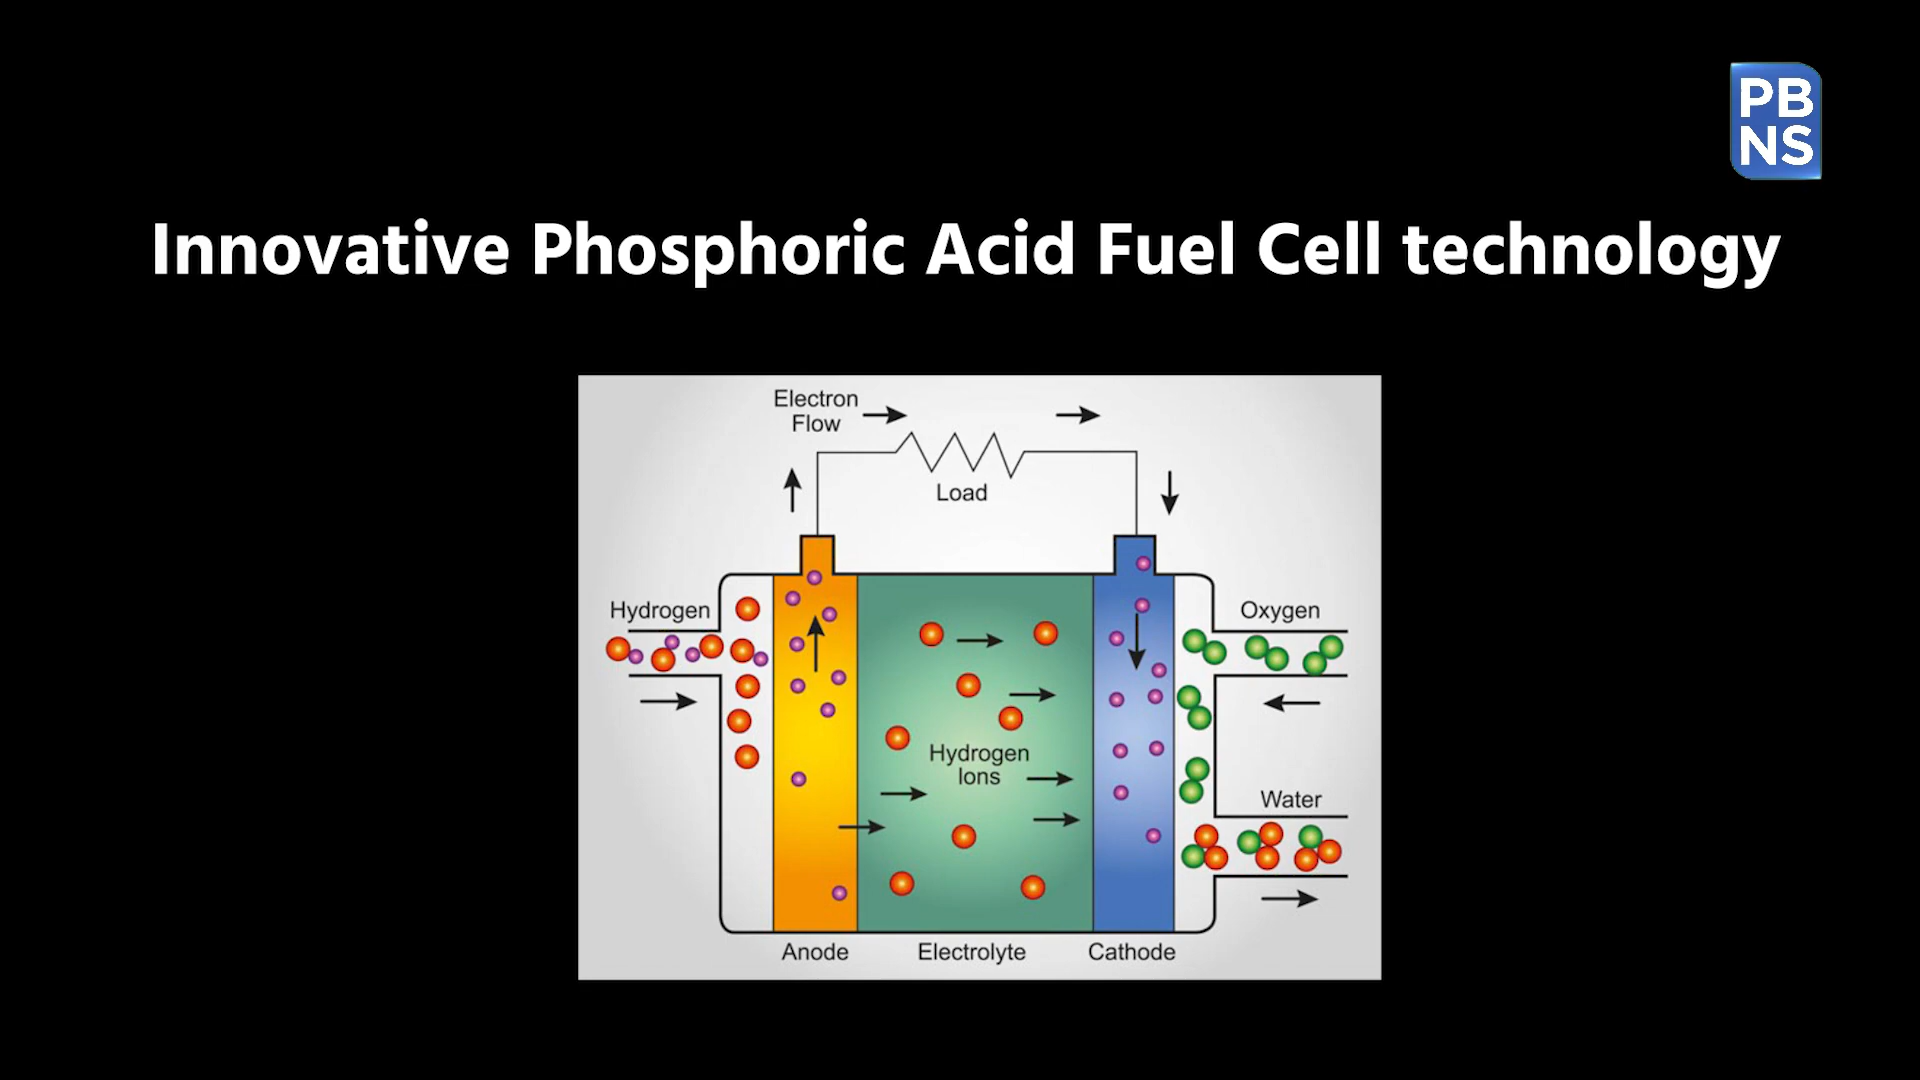 PB
NS
Innovative Phosphoric Acid Fuel Cell technology
Electron
Flow
Load
Hydrogen
Oxygen
Hydrogen
Ions
Water
Anode
Electrolyte
Cathode